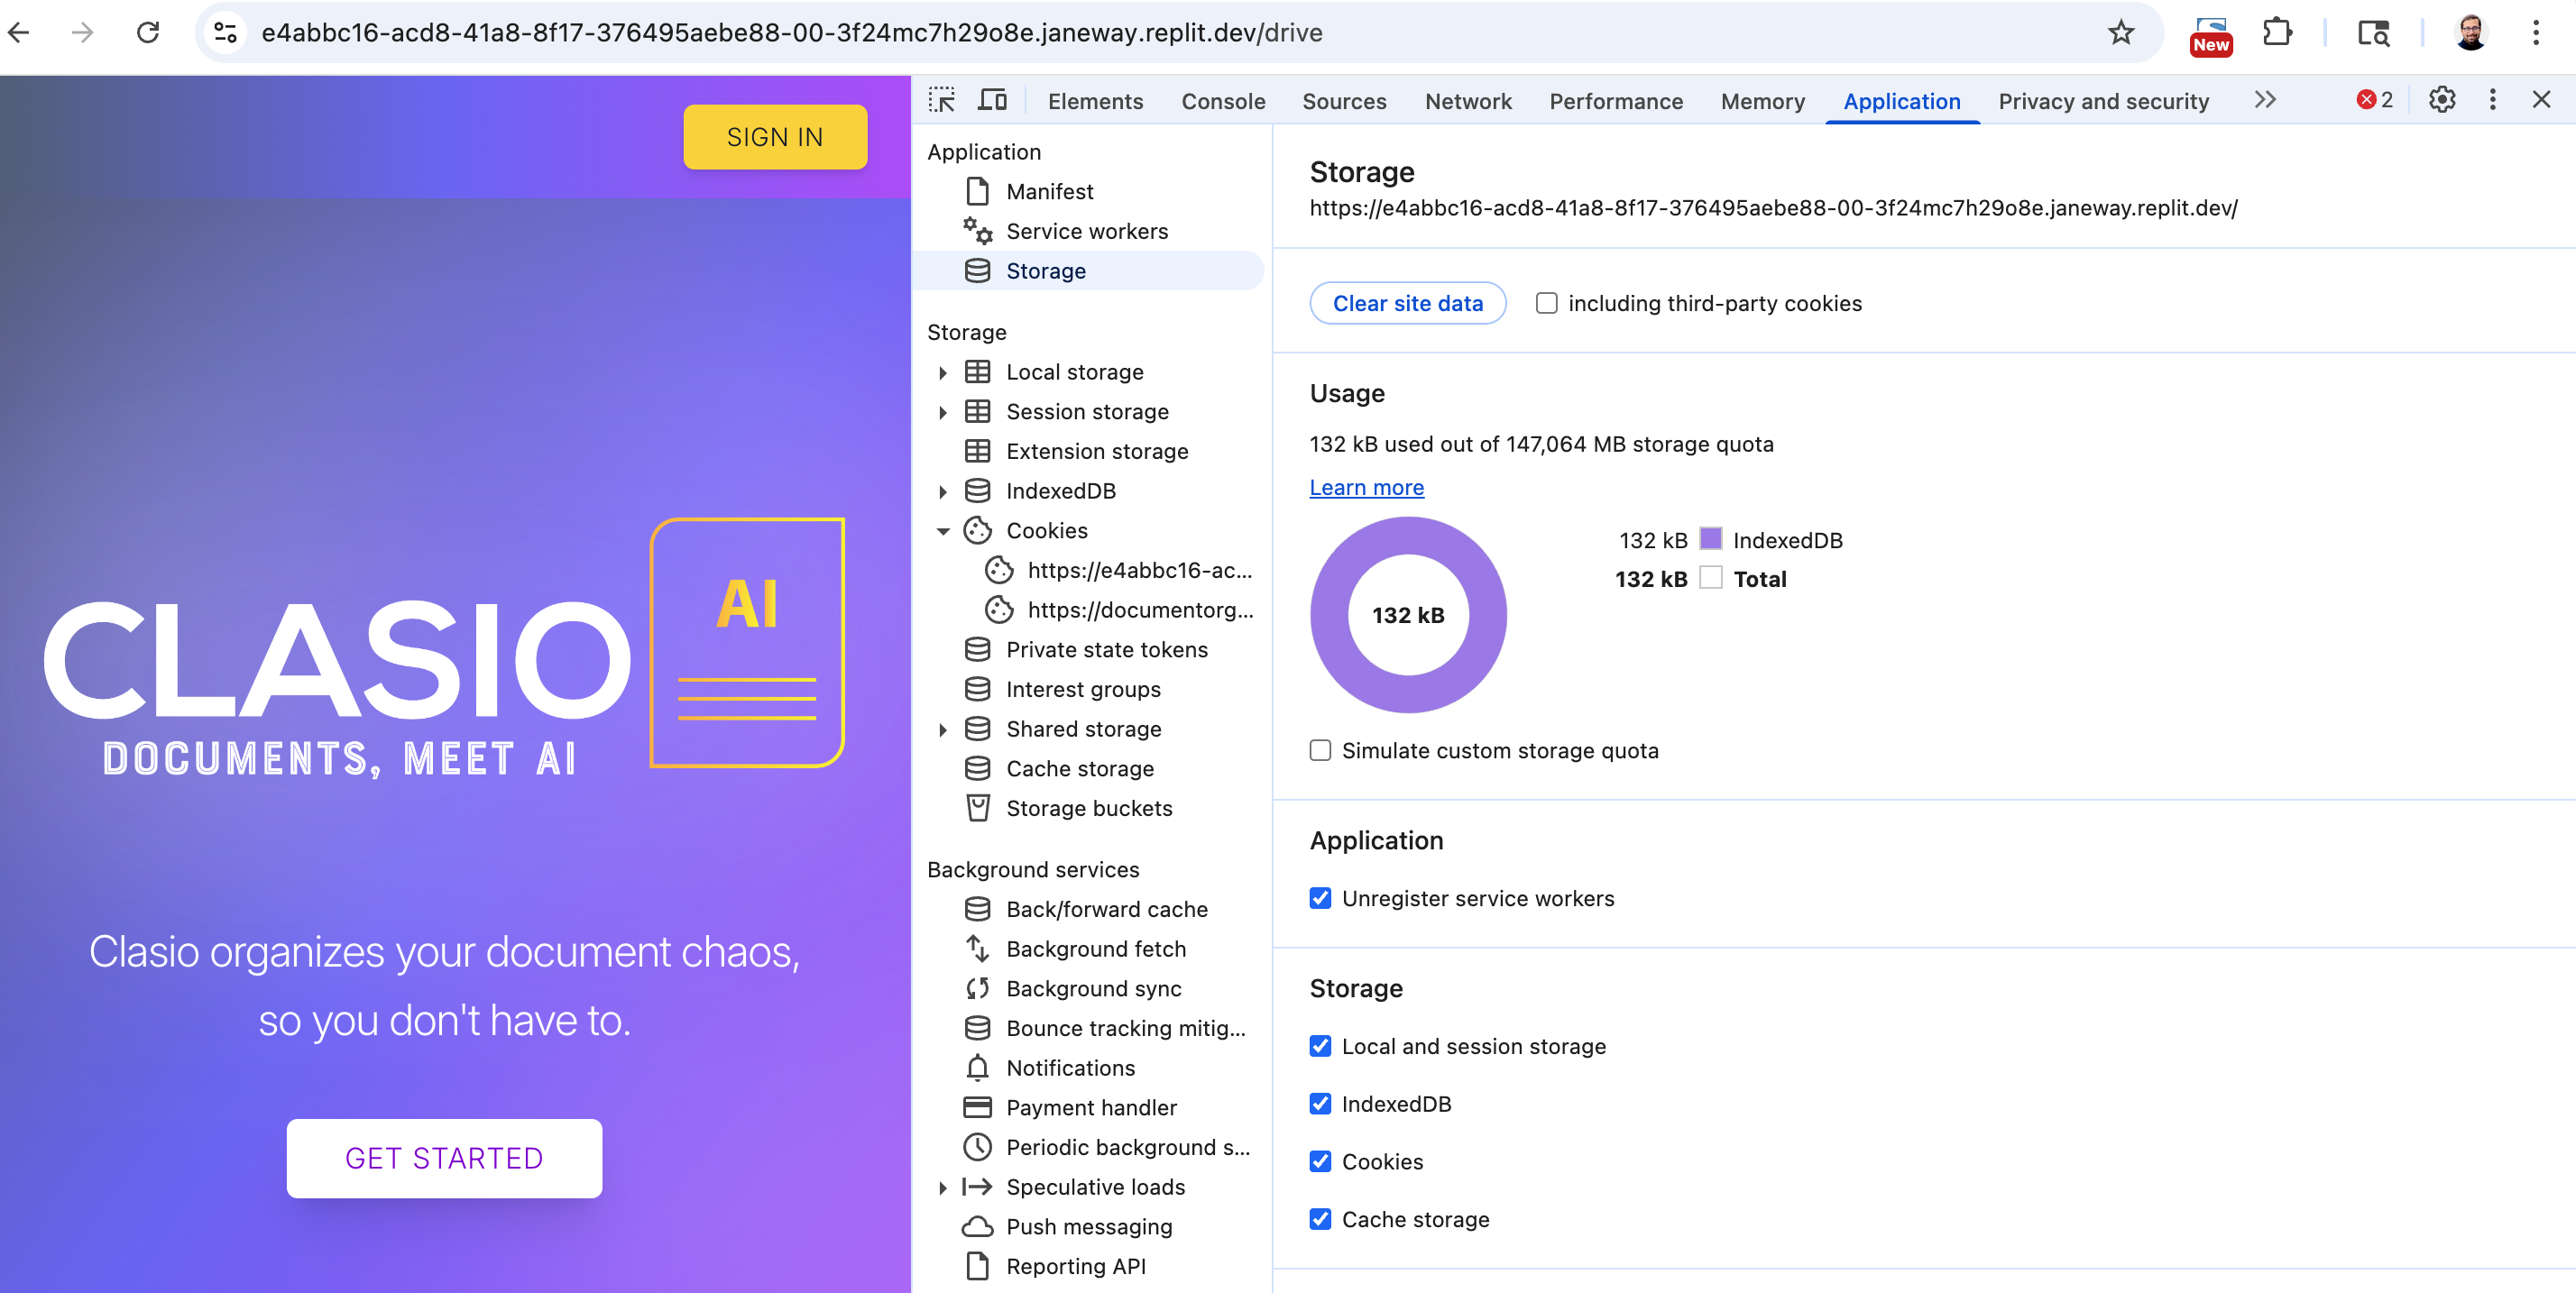 e4abbc16-acd8-41a8-8f17-376495aebe88-00-3f24mc7h29o8e.janeway.replit.dev/drive
New
SIGN IN
CLASIO
AI
DOCUMENTS, MEET AI
Clasio organizes your document chaos,
so you don't have to.
GET STARTED
Elements Console Sources Network Performance Memory Application Privacy and security 2
Application
Manifest
Service workers
Storage
Storage
Local storage
Session storage
Extension storage
IndexedDB
Cookies
https://e4abbc16-ac...
https://documentorg...
Private state tokens
Interest groups
Shared storage
Cache storage
Storage buckets
Background services
Back/forward cache
Background fetch
Background sync
Bounce tracking mitig...
Notifications
Payment handler
Periodic background s...
Speculative loads
Push messaging
Reporting API
Storage
https://e4abbc16-acd8-41a8-8f17-376495aebe88-00-3f24mc7h29o8e.janeway.replit.dev/
Clear site data including third-party cookies
Usage
132 kB used out of 147,064 MB storage quota
Learn more
132 kB
132 kB IndexedDB
132 kB Total
Simulate custom storage quota
Application
Unregister service workers
Storage
Local and session storage
IndexedDB
Cookies
Cache storage